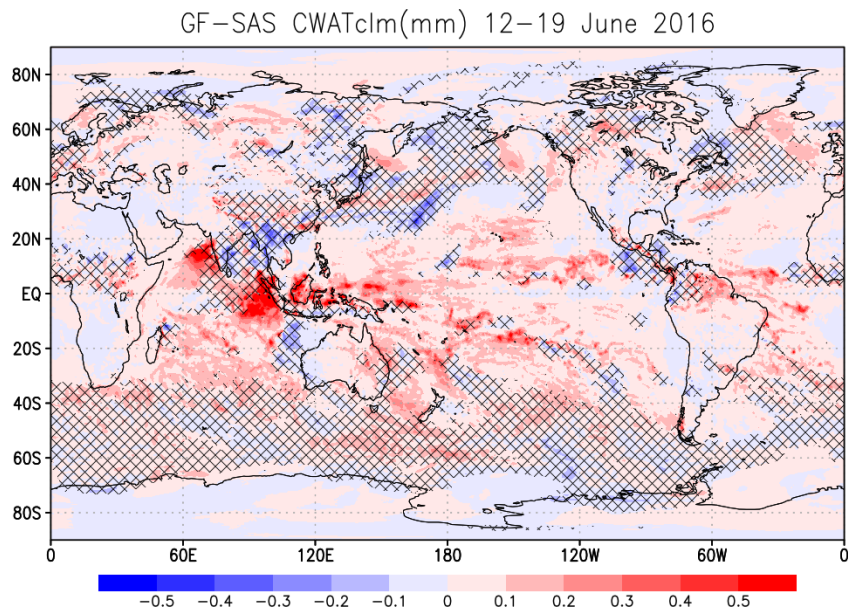 GF-SAS CWATclm(mm) 12-19 June 2016
80N
60N
40N
20N
EQ
20S
40S
60S
80S
0 60E 120E 180 120W 60W 0
-0.5 -0.4 -0.3 -0.2 -0.1 0 0.1 0.2 0.3 0.4 0.5